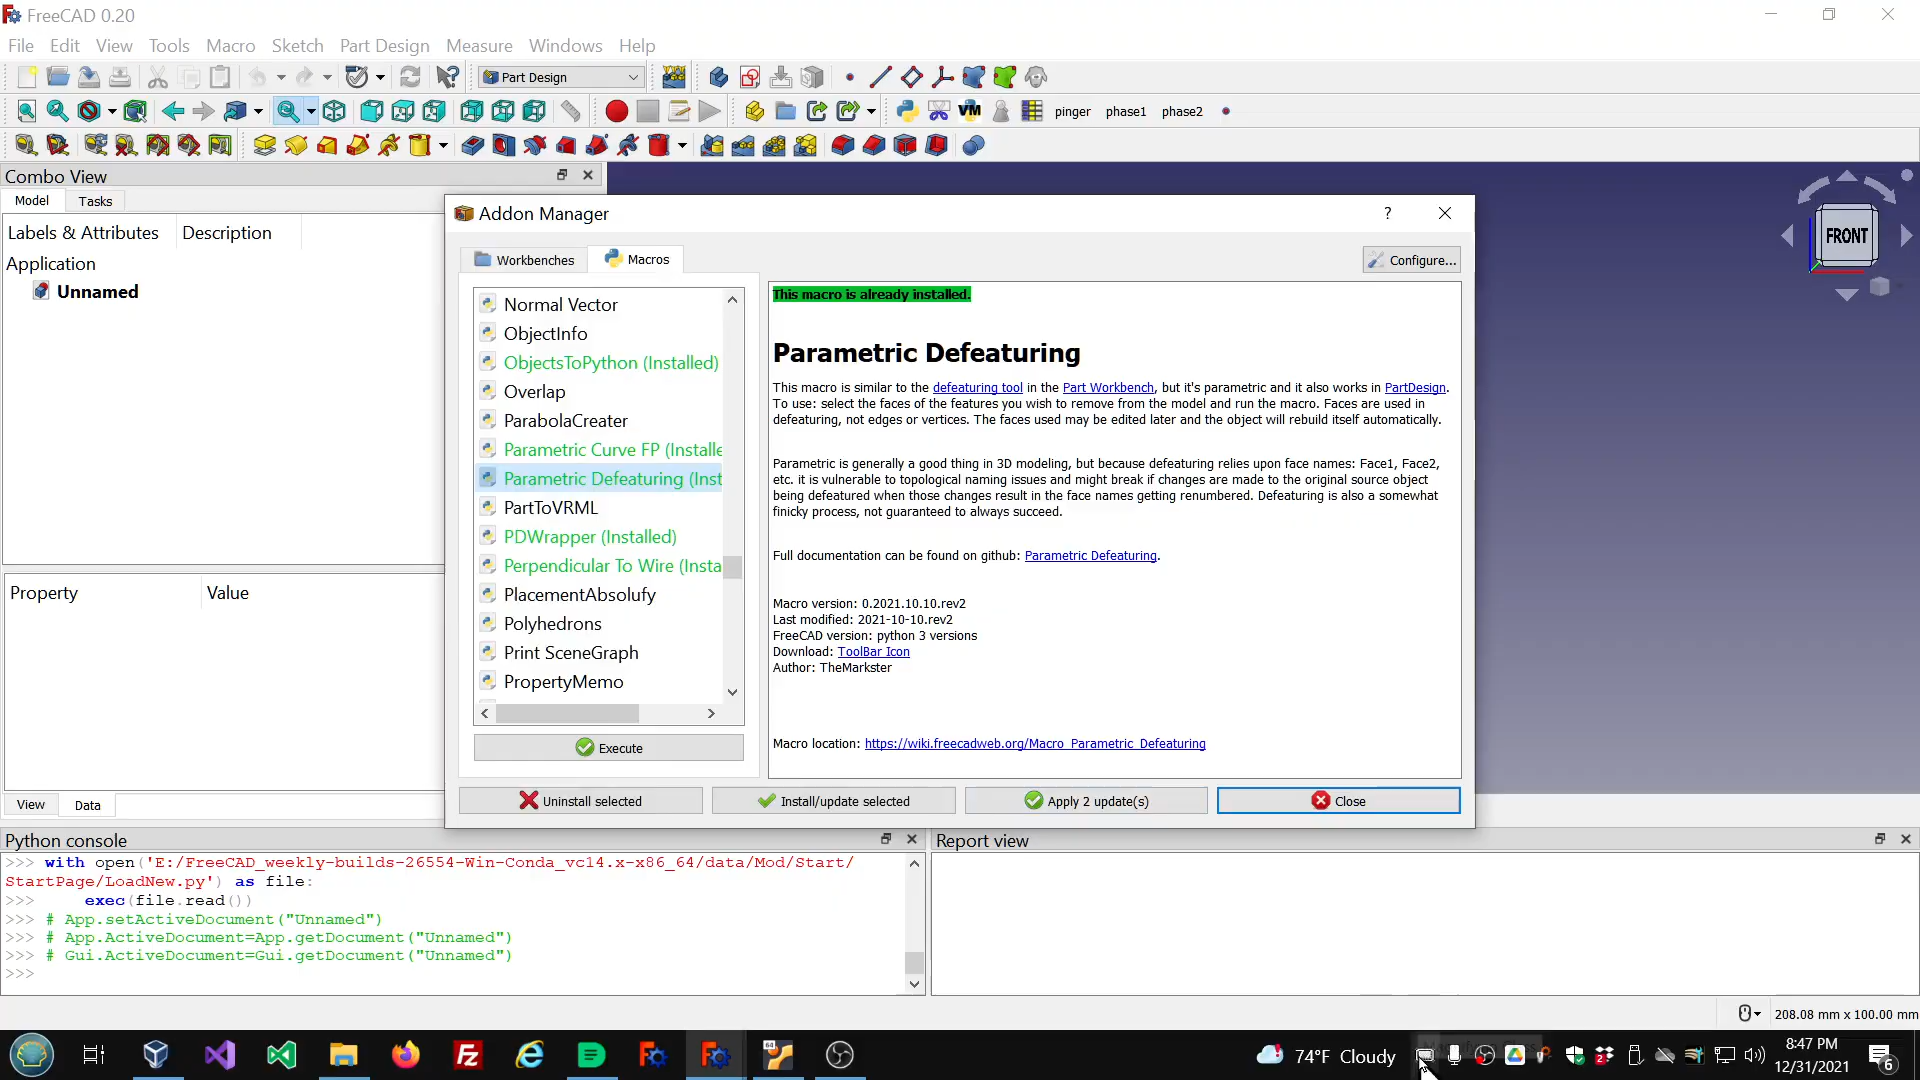 FreeCAD 0.20
File Edit View Tools Macro Sketch Part Design Measure Windows Help
Part Design
VM pinger phase1 phase2
Combo View
Model Tasks
Labels & Attributes Description
Application
Unnamed
Property Value
View Data
Addon Manager
?
Workbenches Macros Configure...
Normal Vector
ObjectInfo
ObjectsToPython (Installed)
Overlap
ParabolaCreater
Parametric Curve FP (Installe
Parametric Defeaturing (Inst
PartToVRML
PDWrapper (Installed)
Perpendicular To Wire (Insta
PlacementAbsolufy
Polyhedrons
Print SceneGraph
PropertyMemo
Execute
This macro is already installed.
Parametric Defeaturing
This macro is similar to the defeaturing tool in the Part Workbench, but it's parametric and it also works in PartDesign.
To use: select the faces of the features you wish to remove from the model and run the macro. Faces are used in
defeaturing, not edges or vertices. The faces used may be edited later and the object will rebuild itself automatically.
Parametric is generally a good thing in 3D modeling, but because defeaturing relies upon face names: Face1, Face2,
etc. it is vulnerable to topological naming issues and might break if changes are made to the original source object
being defeatured when those changes result in the face names getting renumbered. Defeaturing is also a somewhat
finicky process, not guaranteed to always succeed.
Full documentation can be found on github: Parametric Defeaturing.
Macro version: 0.2021.10.10.rev2
Last modified: 2021-10-10.rev2
FreeCAD version: python 3 versions
Download: ToolBar Icon
Author: TheMarkster
Macro location: https://wiki.freecadweb.org/Macro_Parametric_Defeaturing
Uninstall selected Install/update selected Apply 2 update(s) Close
FRONT
Python console
>>> with open('E:/FreeCAD_weekly-builds-26554-Win-Conda_vc14.x-x86_64/data/Mod/Start/
StartPage/LoadNew.py') as file:
>>> exec(file.read())
>>> # App.setActiveDocument("Unnamed")
>>> # App.ActiveDocument=App.getDocument("Unnamed")
>>> # Gui.ActiveDocument=Gui.getDocument("Unnamed")
>>>
Report view
208.08 mm x 100.00 mm
74°F Cloudy
8:47 PM
12/31/2021
6